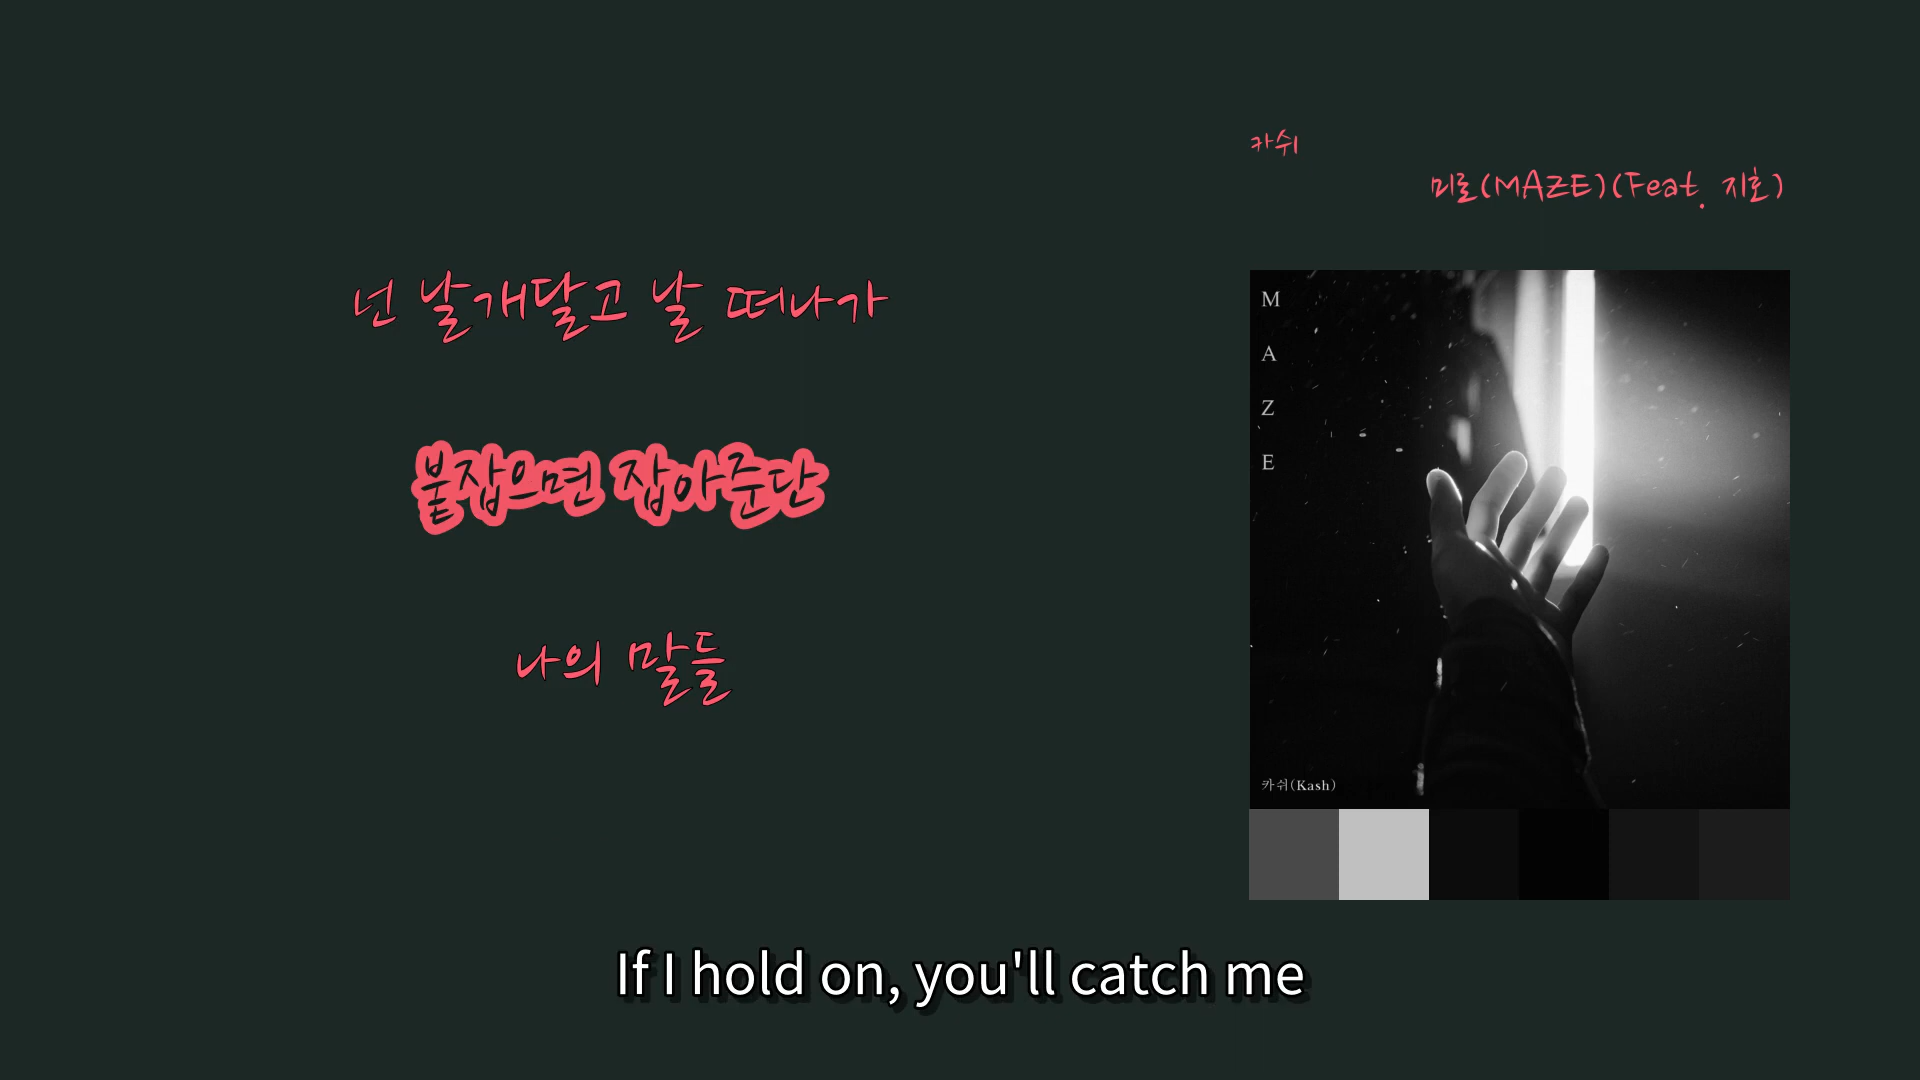 카쉬
미로(MAZE)(Feat. 지호)
넌 날개달고 날 떠나가
붙잡으면 잡아준단
나의 말들
M
A
Z
E
카쉬(Kash)
If I hold on, you'll catch me